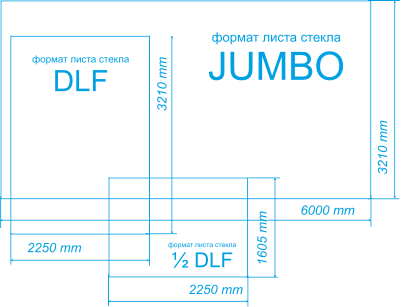 формат листа стекла
JUMBO
формат листа стекла
DLF
3210 mm
3210 mm
6000 mm
2250 mm
формат листа стекла
½ DLF
1605 mm
2250 mm